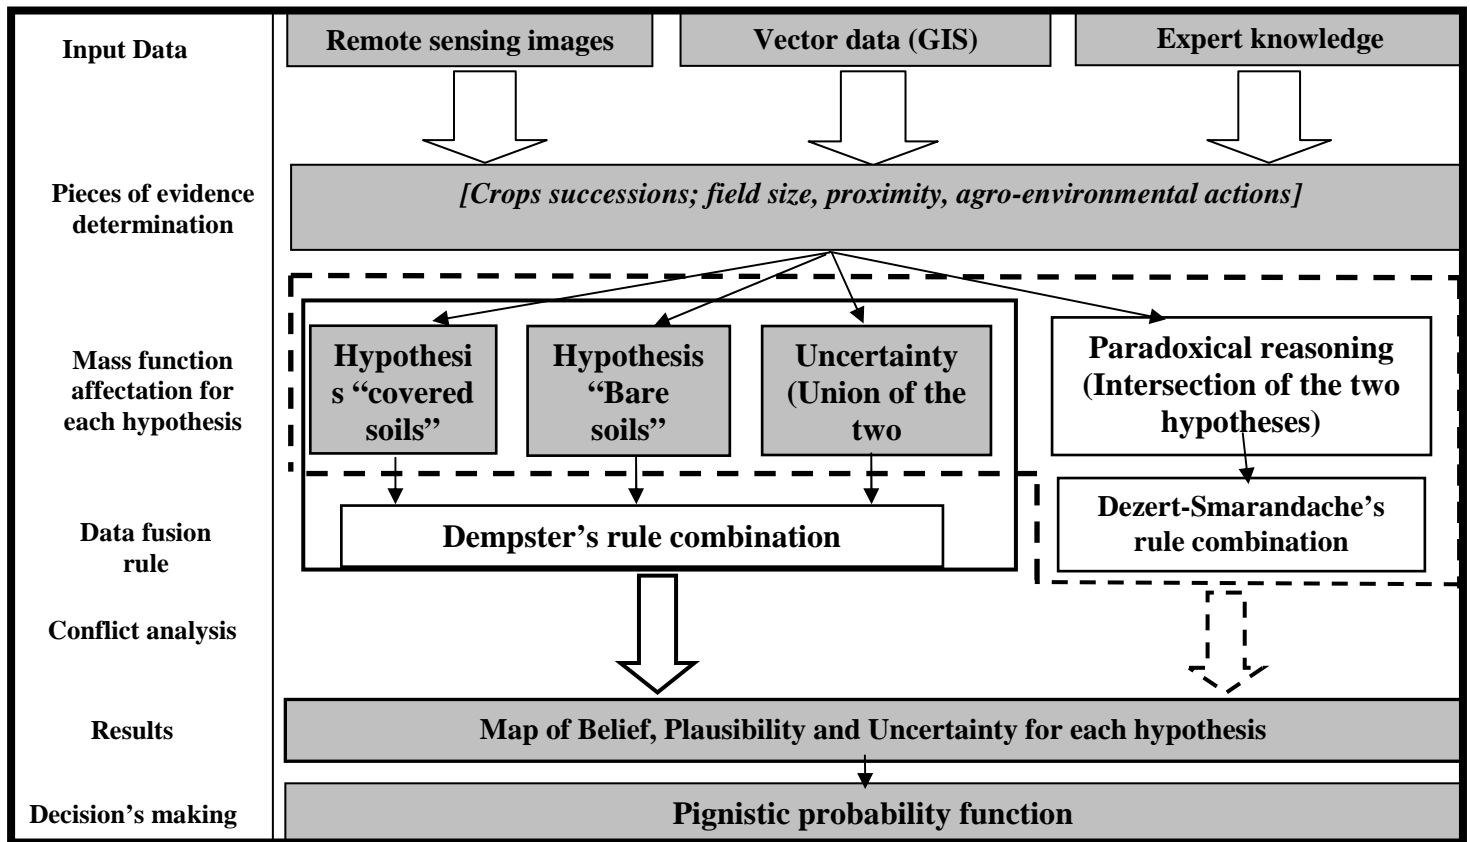 Input Data
Remote sensing images
Vector data (GIS)
Expert knowledge
Pieces of evidence
determination
[Crops successions; field size, proximity, agro-environmental actions]
Mass function
affectation for
each hypothesis
Hypothesi
s “covered
soils”
Hypothesis
“Bare
soils”
Uncertainty
(Union of the
two
Paradoxical reasoning
(Intersection of the two
hypotheses)
Data fusion
rule
Dempster’s rule combination
Dezert-Smarandache’s
rule combination
Conflict analysis
Results
Map of Belief, Plausibility and Uncertainty for each hypothesis
Decision’s making
Pignistic probability function